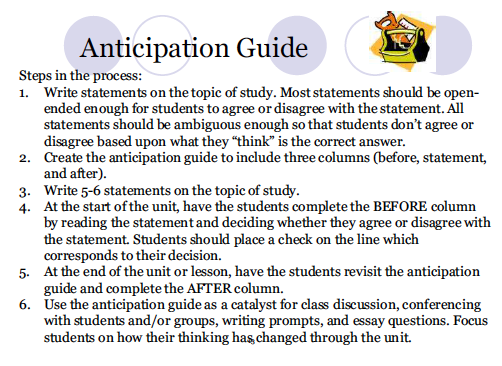 Anticipation Guide
Steps in the process:
1. Write statements on the topic of study. Most statements should be open-
ended enough for students to agree or disagree with the statement. All
statements should be ambiguous enough so that students don't agree or
disagree based upon what they “think” is the correct answer.
2. Create the anticipation guide to include three columns (before, statement,
and after).
3. Write 5-6 statements on the topic of study.
4. At the start of the unit, have the students complete the BEFORE column
by reading the statement and deciding whether they agree or disagree with
the statement. Students should place a check on the line which
corresponds to their decision.
5. At the end of the unit or lesson, have the students revisit the anticipation
guide and complete the AFTER column.
6. Use the anticipation guide as a catalyst for class discussion, conferencing
with students and/or groups, writing prompts, and essay questions. Focus
students on how their thinking has changed through the unit.